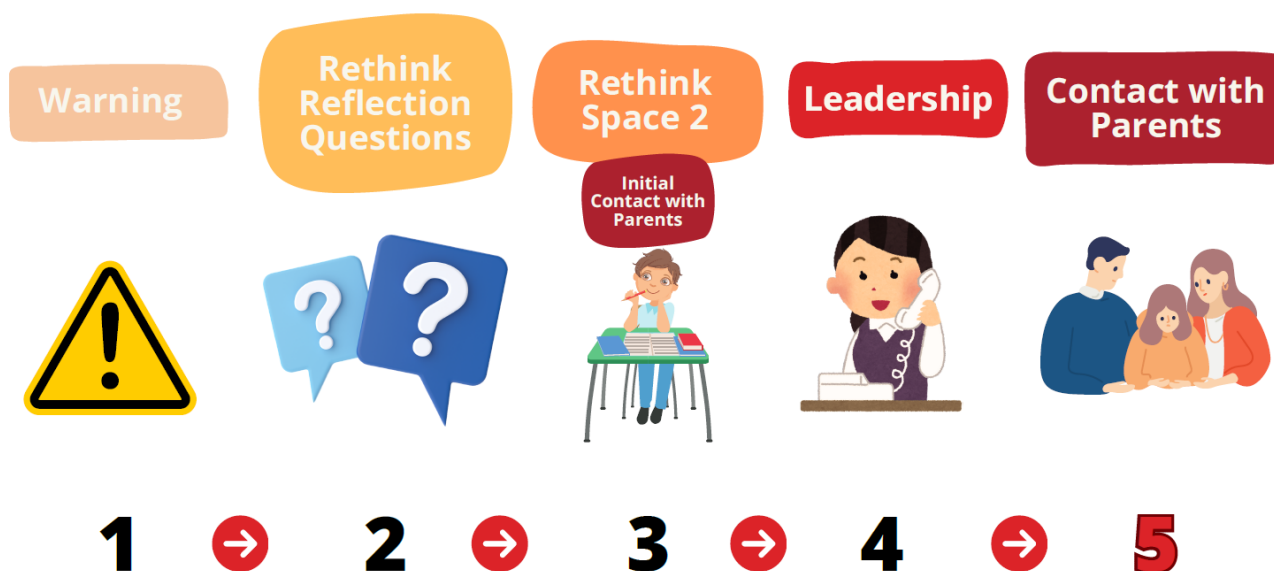 Warning
Rethink
Reflection
Questions
Rethink
Space 2
Initial
Contact with
Parents
Leadership
Contact with
Parents
!
? ?
1 2 3 4 5